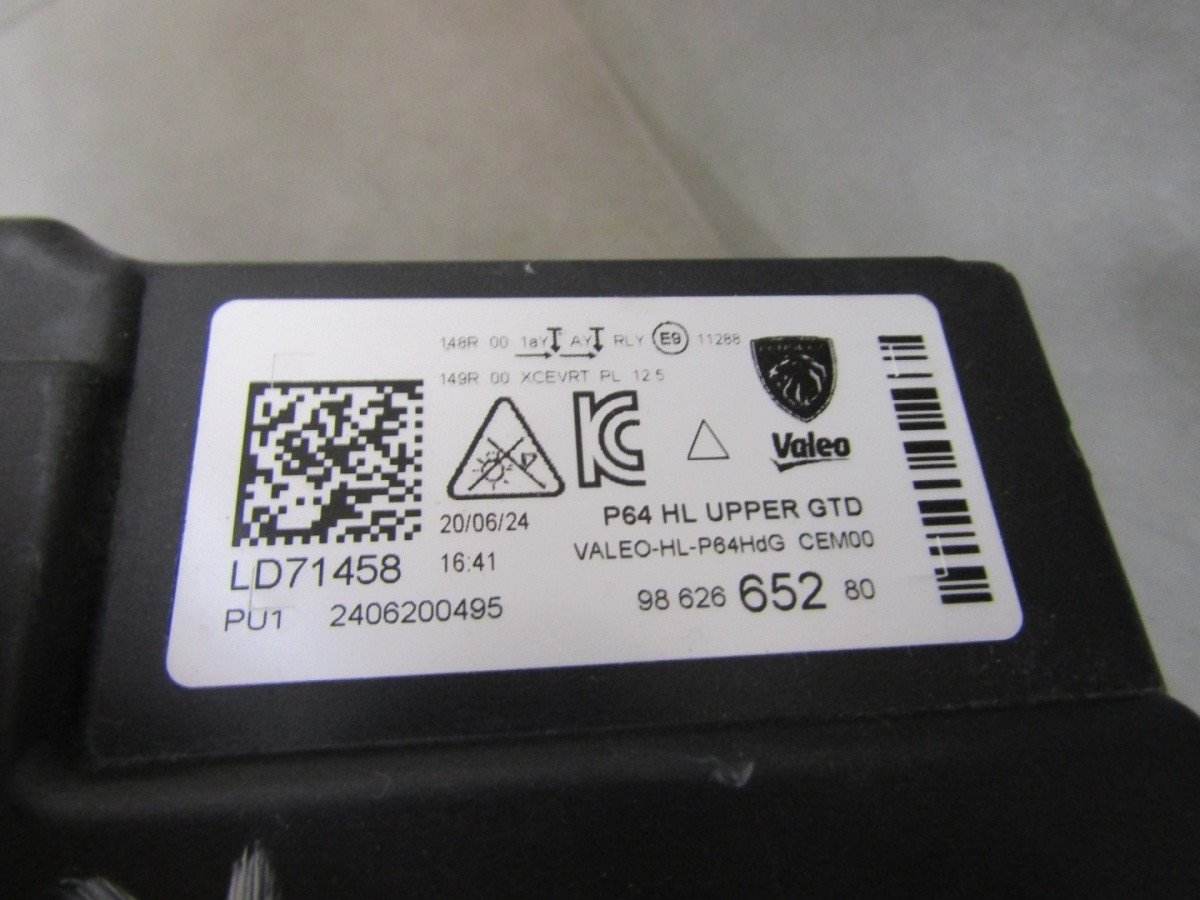 148R 00 1aY AY RLY E9 11288
149R 00 XCEVRT PL 12.5
Valeo
20/06/24
16:41
P64 HL UPPER GTD
VALEO-HL-P64HdG CEM00
LD71458
98 626 652 80
PU1 2406200495